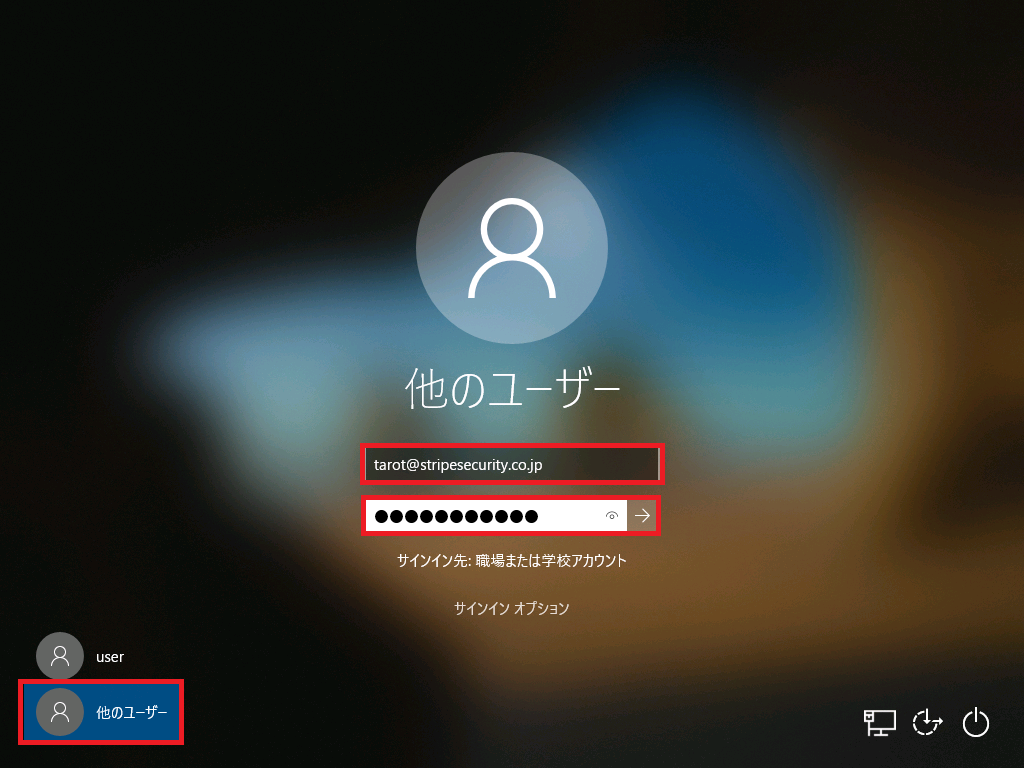 他のユーザー
tarot@stripesecurity.co.jp
サインイン先: 職場または学校アカウント
サインイン オプション
user
他のユーザー